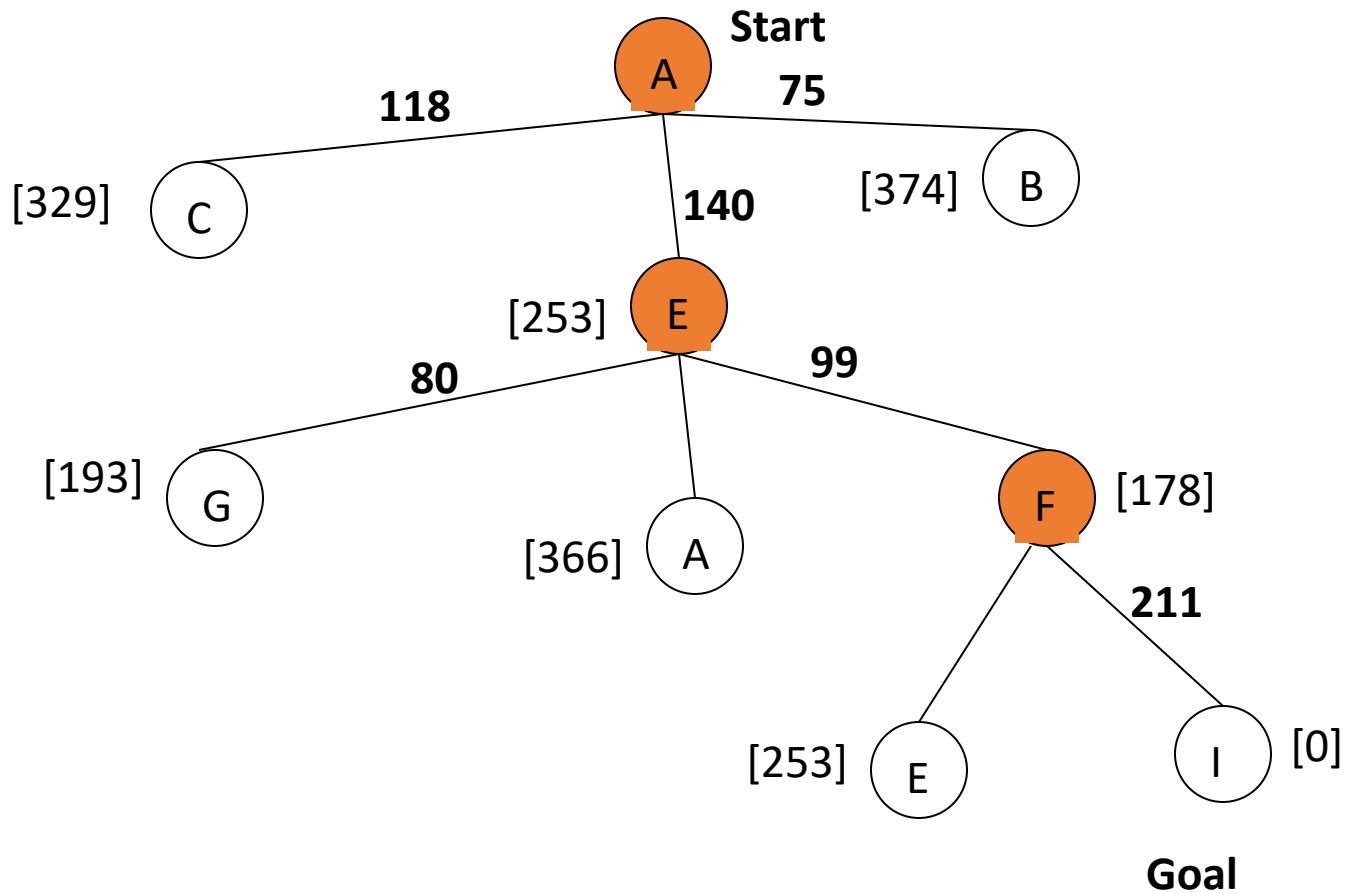 Start
A
75
118
[329]
C
140
[374]
B
[253]
E
80
99
[193]
G
[366]
A
F
[178]
211
[253]
E
I
[0]
Goal